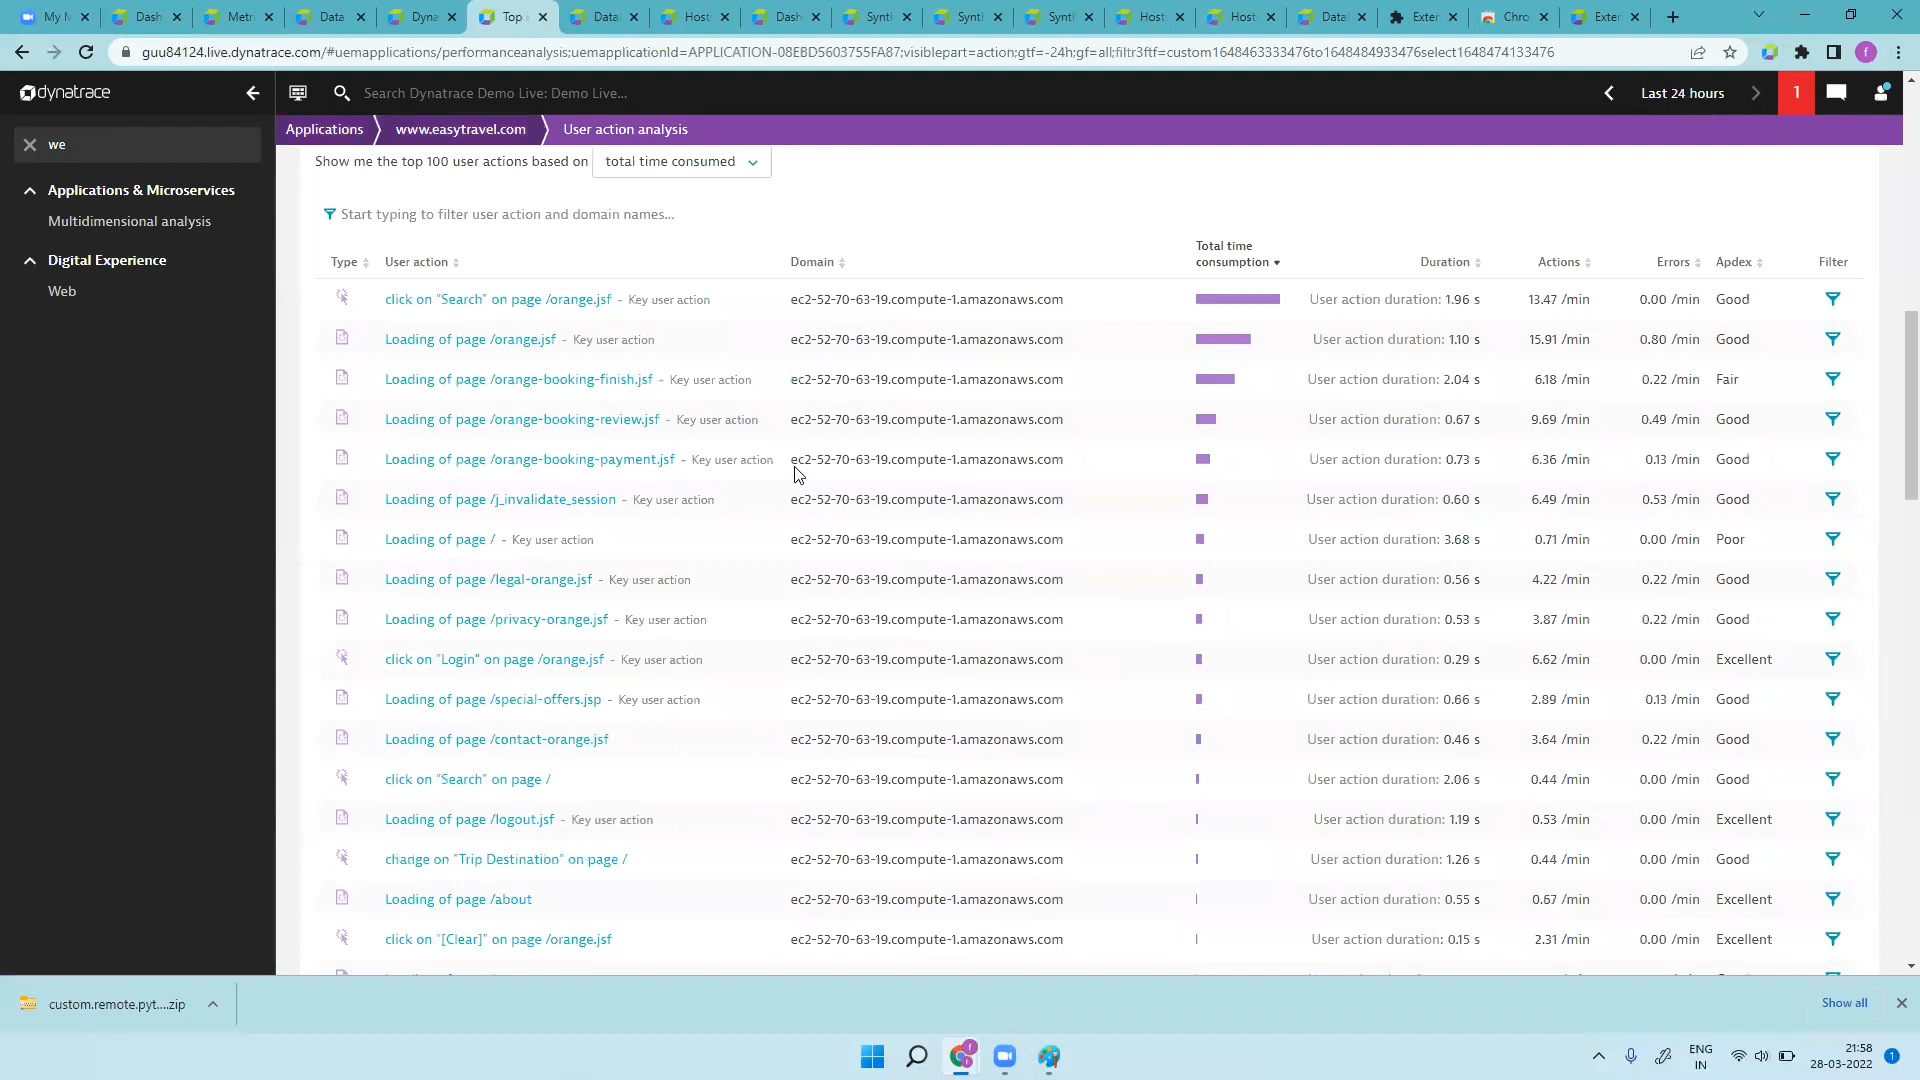 My M
Dash
Metri
Data
Dyna
Top
Datal
Host
Dash
Synth
Synth
Synth
Host
Host
Datal
Exter
Chro
Exter
guu84124.live.dynatrace.com/#uemapplications/performanceanalysis;uemapplicationId=APPLICATION-08EBD5603755FA87;visiblepart=action;gtf=-24h;gf=all;filtr3ftf=custom1648463333476to1648484933476select1648474133476
f
dynatrace
Search Dynatrace Demo Live: Demo Live...
Last 24 hours
1
we
Applications
www.easytravel.com
User action analysis
Applications & Microservices
Multidimensional analysis
Digital Experience
Web
Show me the top 100 user actions based on total time consumed
Start typing to filter user action and domain names...
Type User action Domain Total time consumption Duration Actions Errors Apdex Filter
click on "Search" on page /orange.jsf - Key user action ec2-52-70-63-19.compute-1.amazonaws.com User action duration: 1.96 s 13.47 /min 0.00 /min Good
Loading of page /orange.jsf - Key user action ec2-52-70-63-19.compute-1.amazonaws.com User action duration: 1.10 s 15.91 /min 0.80 /min Good
Loading of page /orange-booking-finish.jsf - Key user action ec2-52-70-63-19.compute-1.amazonaws.com User action duration: 2.04 s 6.18 /min 0.22 /min Fair
Loading of page /orange-booking-review.jsf - Key user action ec2-52-70-63-19.compute-1.amazonaws.com User action duration: 0.67 s 9.69 /min 0.49 /min Good
Loading of page /orange-booking-payment.jsf - Key user action ec2-52-70-63-19.compute-1.amazonaws.com User action duration: 0.73 s 6.36 /min 0.13 /min Good
Loading of page /j_invalidate_session - Key user action ec2-52-70-63-19.compute-1.amazonaws.com User action duration: 0.60 s 6.49 /min 0.53 /min Good
Loading of page / - Key user action ec2-52-70-63-19.compute-1.amazonaws.com User action duration: 3.68 s 0.71 /min 0.00 /min Poor
Loading of page /legal-orange.jsf - Key user action ec2-52-70-63-19.compute-1.amazonaws.com User action duration: 0.56 s 4.22 /min 0.22 /min Good
Loading of page /privacy-orange.jsf - Key user action ec2-52-70-63-19.compute-1.amazonaws.com User action duration: 0.53 s 3.87 /min 0.22 /min Good
click on "Login" on page /orange.jsf - Key user action ec2-52-70-63-19.compute-1.amazonaws.com User action duration: 0.29 s 6.62 /min 0.00 /min Excellent
Loading of page /special-offers.jsp - Key user action ec2-52-70-63-19.compute-1.amazonaws.com User action duration: 0.66 s 2.89 /min 0.13 /min Good
Loading of page /contact-orange.jsf ec2-52-70-63-19.compute-1.amazonaws.com User action duration: 0.46 s 3.64 /min 0.22 /min Good
click on "Search" on page / ec2-52-70-63-19.compute-1.amazonaws.com User action duration: 2.06 s 0.44 /min 0.00 /min Good
Loading of page /logout.jsf - Key user action ec2-52-70-63-19.compute-1.amazonaws.com User action duration: 1.19 s 0.53 /min 0.00 /min Excellent
change on "Trip Destination" on page / ec2-52-70-63-19.compute-1.amazonaws.com User action duration: 1.26 s 0.44 /min 0.00 /min Good
Loading of page /about ec2-52-70-63-19.compute-1.amazonaws.com User action duration: 0.55 s 0.67 /min 0.00 /min Excellent
click on "[Clear]" on page /orange.jsf ec2-52-70-63-19.compute-1.amazonaws.com User action duration: 0.15 s 2.31 /min 0.00 /min Excellent
custom.remote.pyt....zip
Show all
ENG
IN
21:58
28-03-2022
1